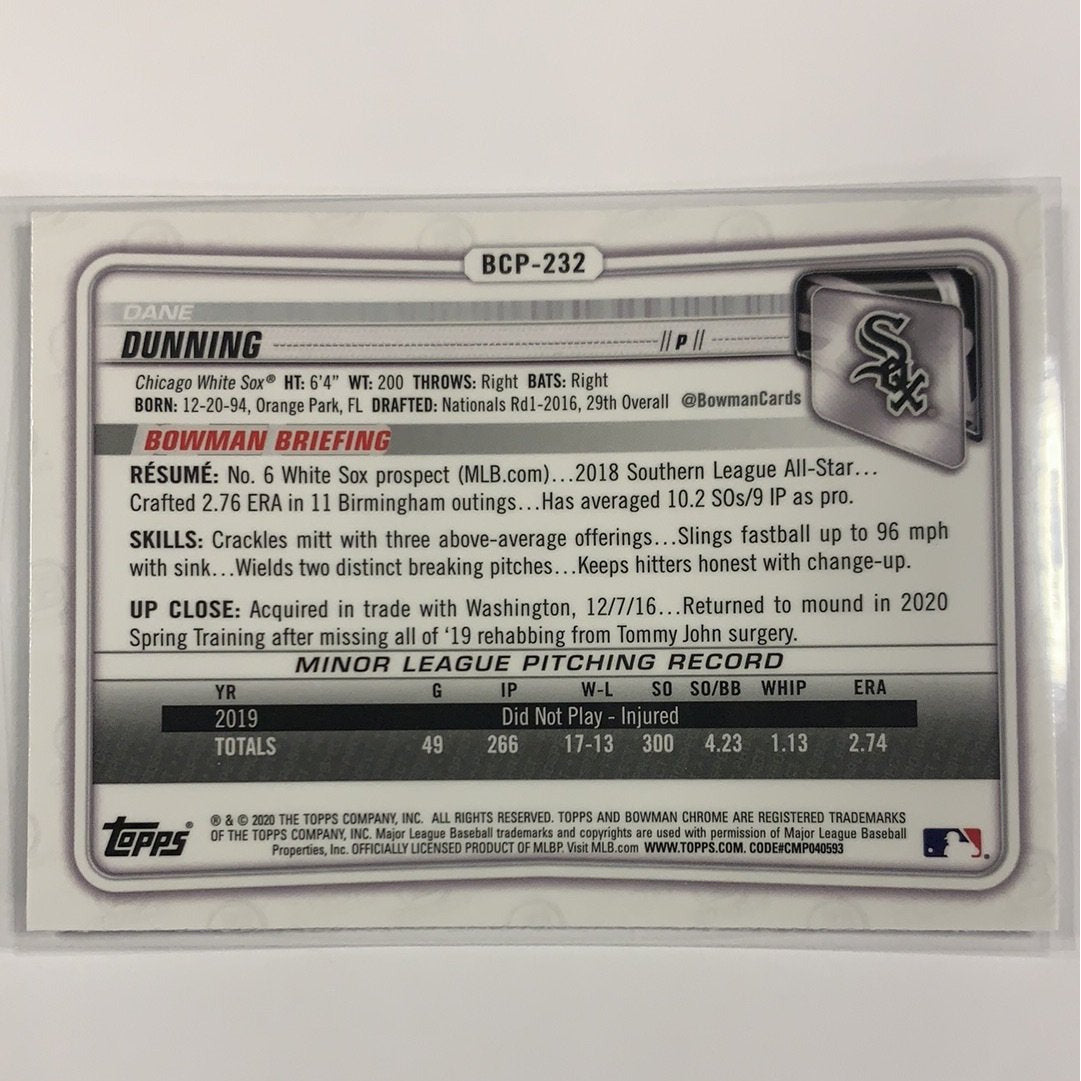 BCP-232
DANE
DUNNING // P //
Sox
Chicago White Sox® HT: 6'4" WT: 200 THROWS: Right BATS: Right
BORN: 12-20-94, Orange Park, FL DRAFTED: Nationals Rd1-2016, 29th Overall @BowmanCards
BOWMAN BRIEFING
RÉSUMÉ: No. 6 White Sox prospect (MLB.com)...2018 Southern League All-Star...
Crafted 2.76 ERA in 11 Birmingham outings...Has averaged 10.2 SOs/9 IP as pro.
SKILLS: Crackles mitt with three above-average offerings...Slings fastball up to 96 mph
with sink...Wields two distinct breaking pitches...Keeps hitters honest with change-up.
UP CLOSE: Acquired in trade with Washington, 12/7/16...Returned to mound in 2020
Spring Training after missing all of '19 rehabbing from Tommy John surgery.
MINOR LEAGUE PITCHING RECORD
YR G IP W-L SO SO/BB WHIP ERA
2019 Did Not Play - Injured
TOTALS 49 266 17-13 300 4.23 1.13 2.74
Topps®
® & © 2020 THE TOPPS COMPANY, INC. ALL RIGHTS RESERVED. TOPPS AND BOWMAN CHROME ARE REGISTERED TRADEMARKS
OF THE TOPPS COMPANY, INC. Major League Baseball trademarks and copyrights are used with permission of Major League Baseball
Properties, Inc. OFFICIALLY LICENSED PRODUCT OF MLBP. Visit MLB.com WWW.TOPPS.COM. CODE#CMP040593